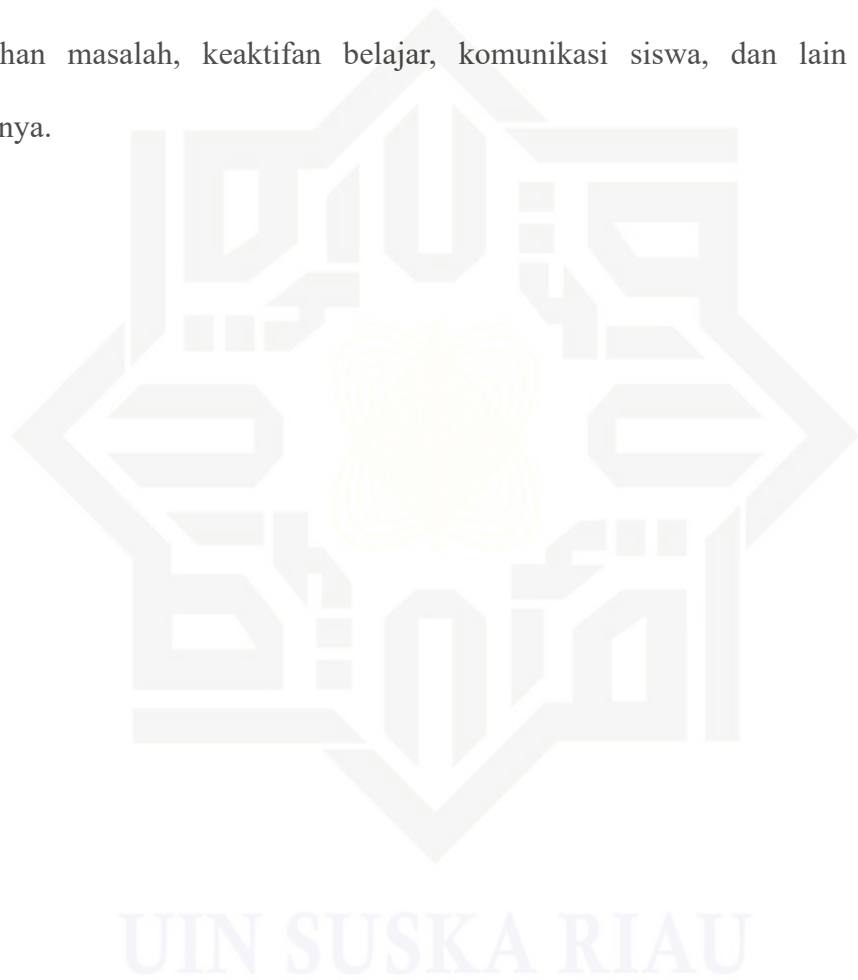 han masalah, keaktifan belajar, komunikasi siswa, dan lain
nya.
UIN SUSKA RIAU